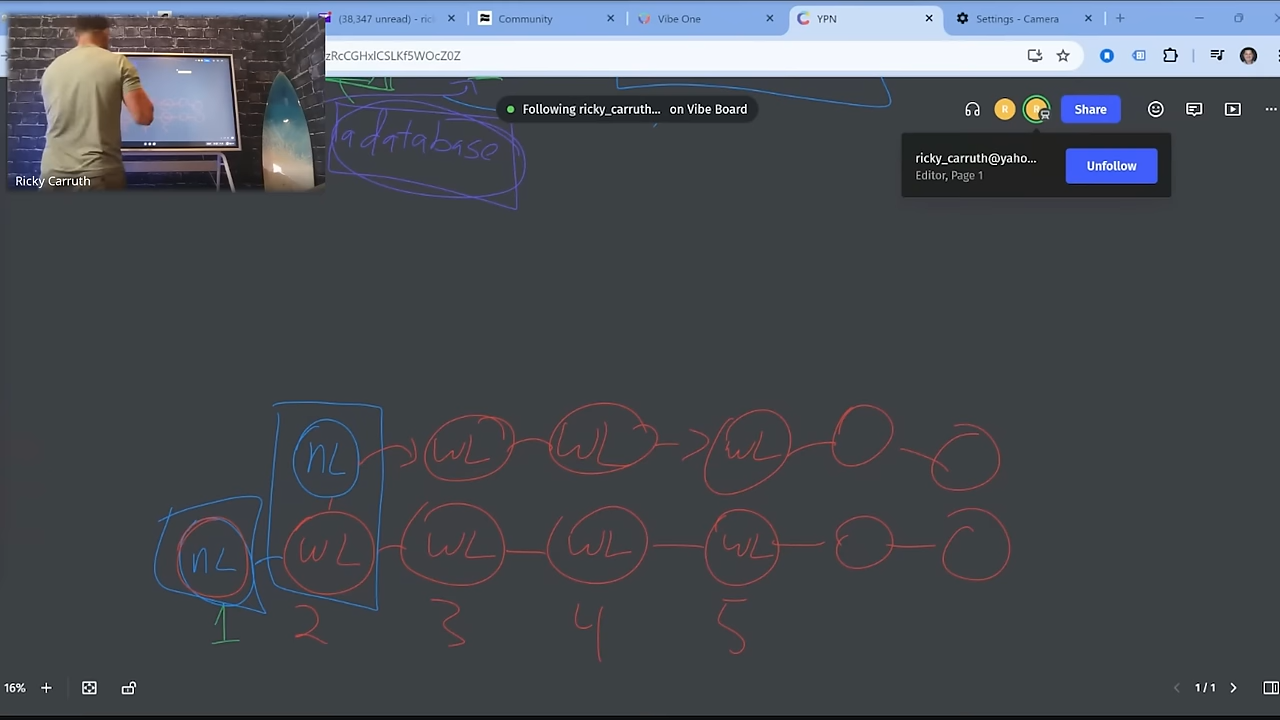 (38,347 unread) - rick
Community
Vibe One
YPN
Settings - Camera
zRcCGHxICSLKf5WOcZ0Z
Following ricky_carruth... on Vibe Board
R
Share
ricky_carruth@yaho...
Editor, Page 1
Unfollow
Ricky Carruth
a database
nL WL WL WL
nL WL WL WL WL
1 2 3 4 5
16%
1/1